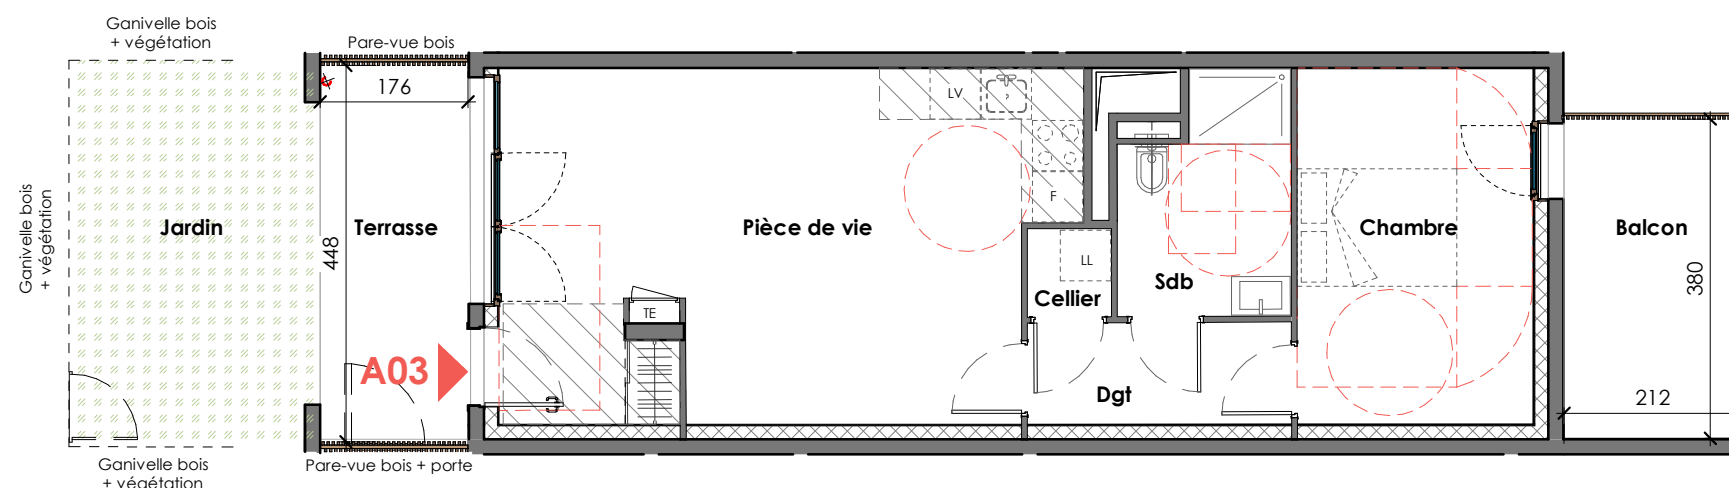 Ganivelle bois
+ végétation
Pare-vue bois
176
LV
F
Ganivelle bois
+ végétation
Jardin
Terrasse
448
Pièce de vie
Chambre
Balcon
380
LL
Cellier
Sdb
TE
A03
Dgt
212
Ganivelle bois
+ végétation
Pare-vue bois + porte